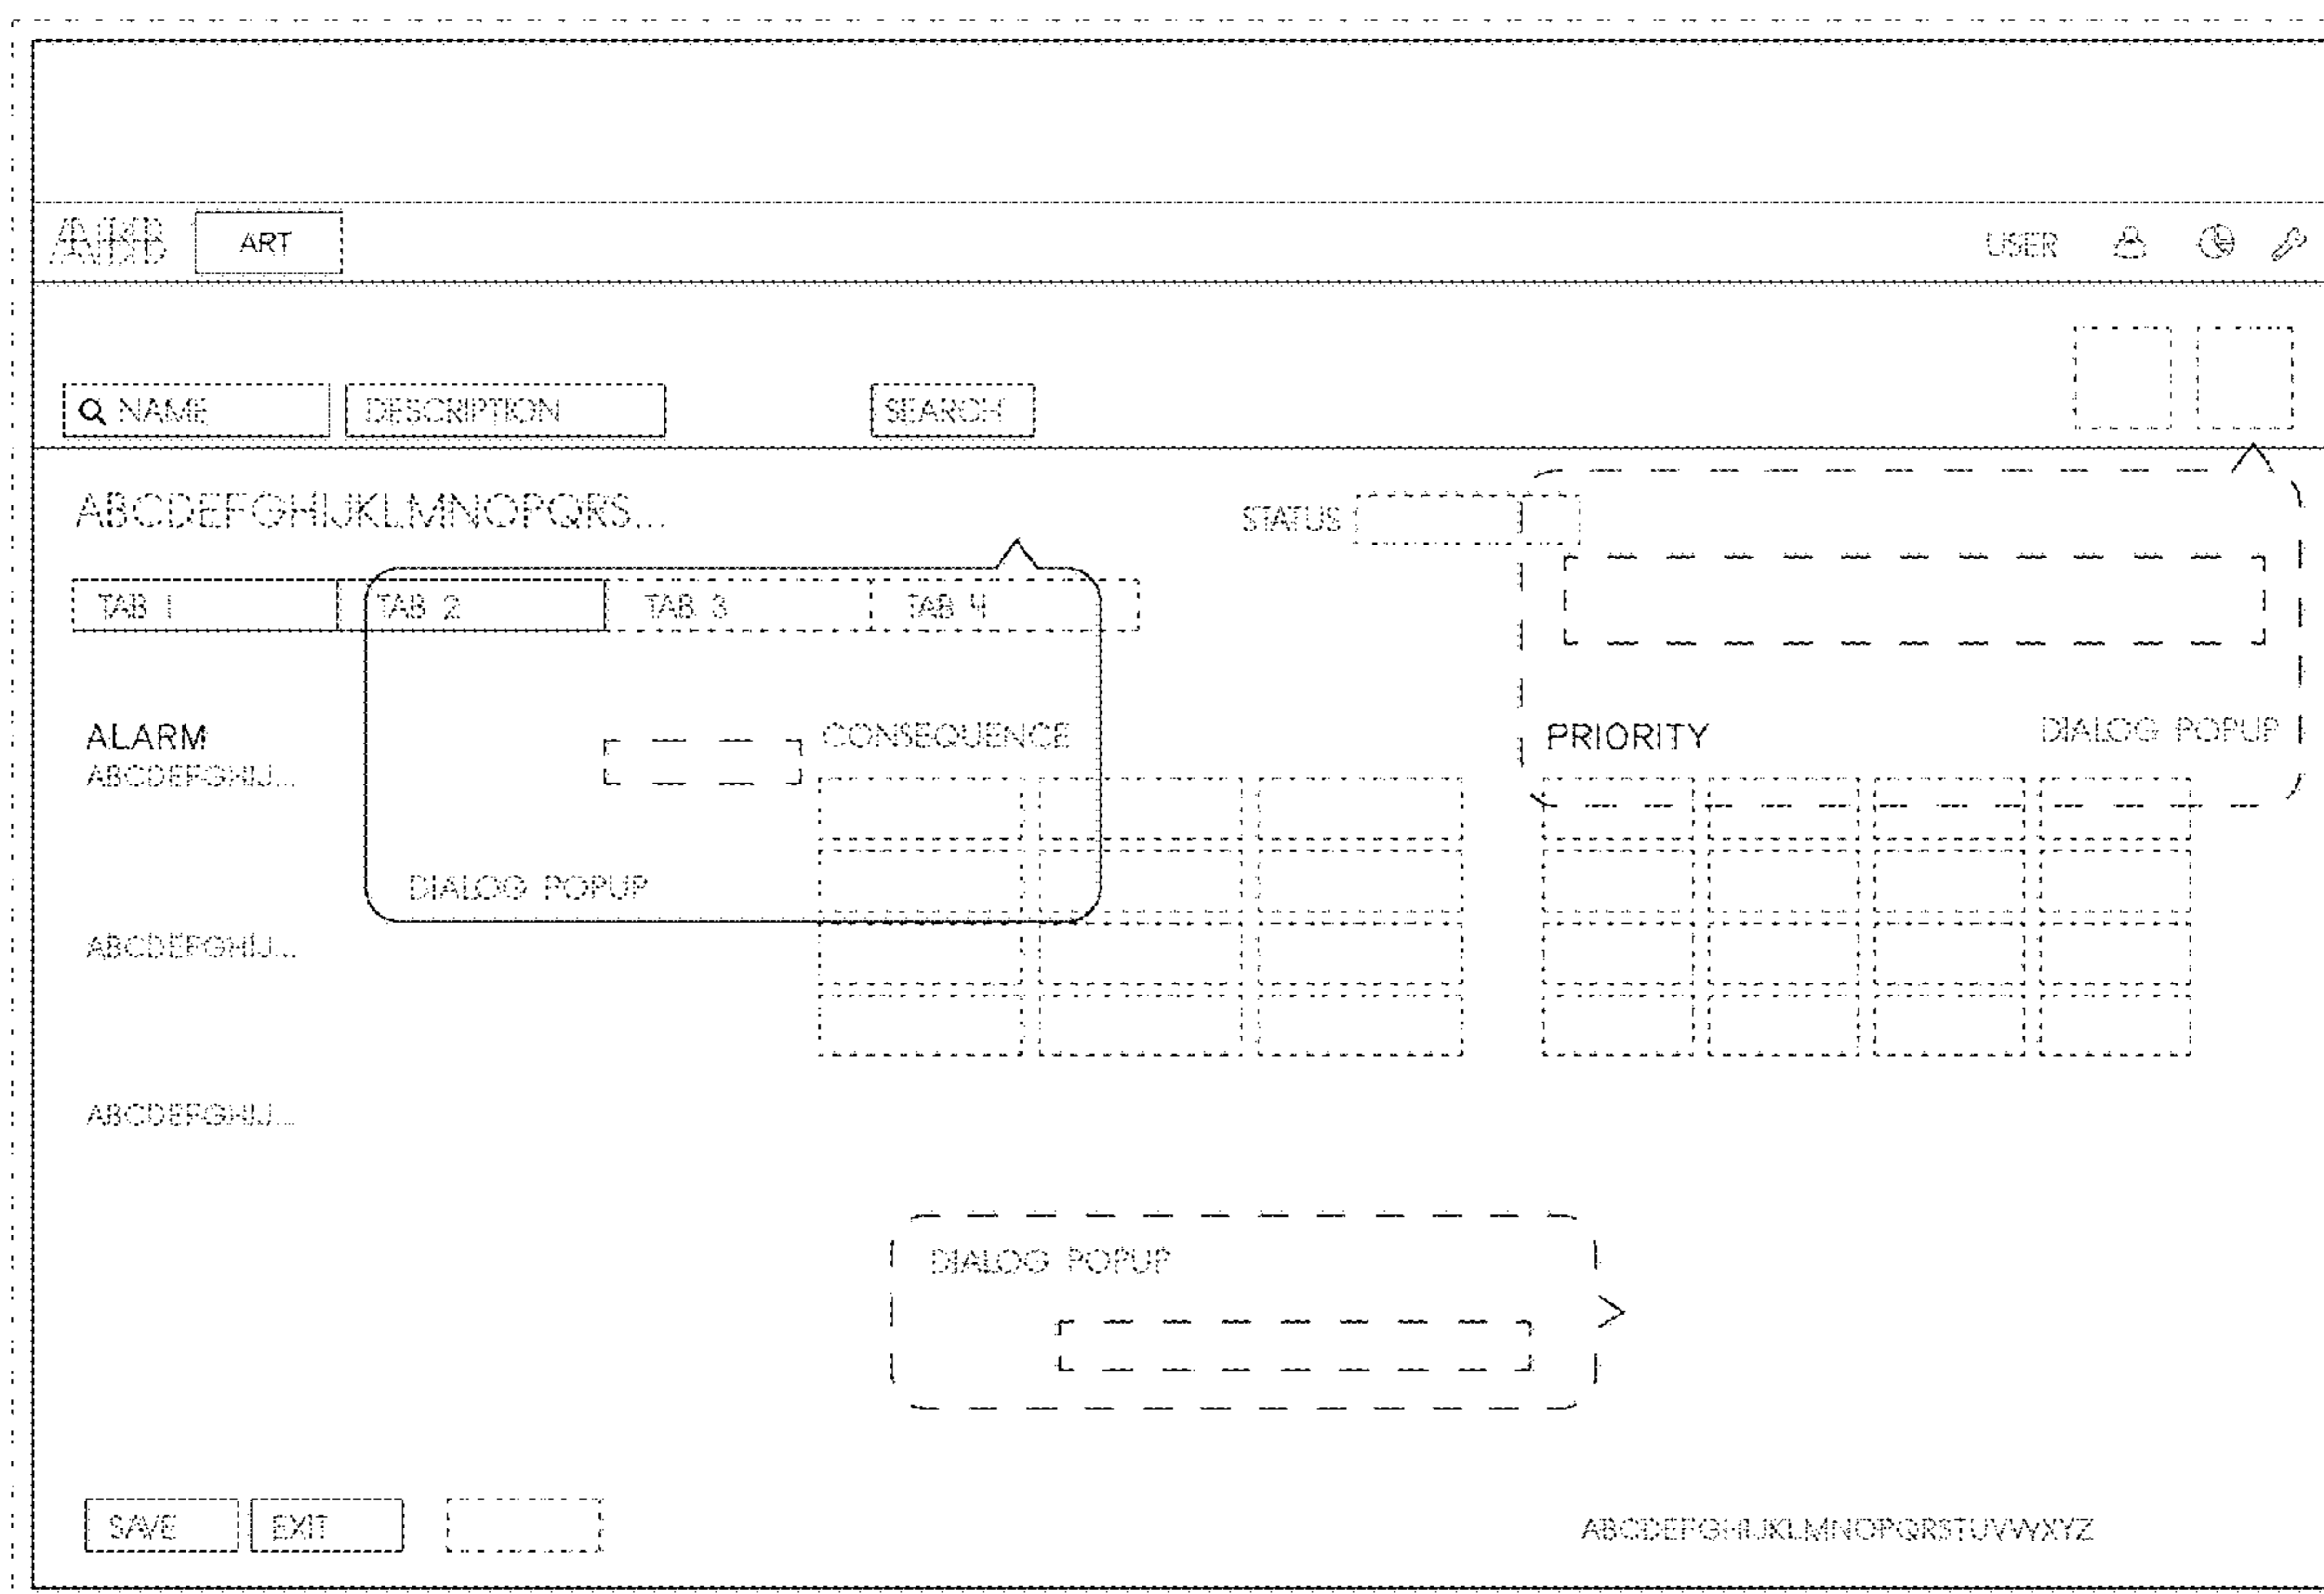 ABB ART USER
NAME DESCRIPTION SEARCH
ABCDEFGHIJKLMNOPQRS... STATUS
TAB 1 TAB 2 TAB 3 TAB 4
ALARM CONSEQUENCE PRIORITY DIALOG POPUP
ABCDEFGHIJ...
DIALOG POPUP
ABCDEFGHIJ...
ABCDEFGHIJ...
DIALOG POPUP
SAVE EXIT ABCDEFGHIJKLMNOPQRSTUVWXYZ